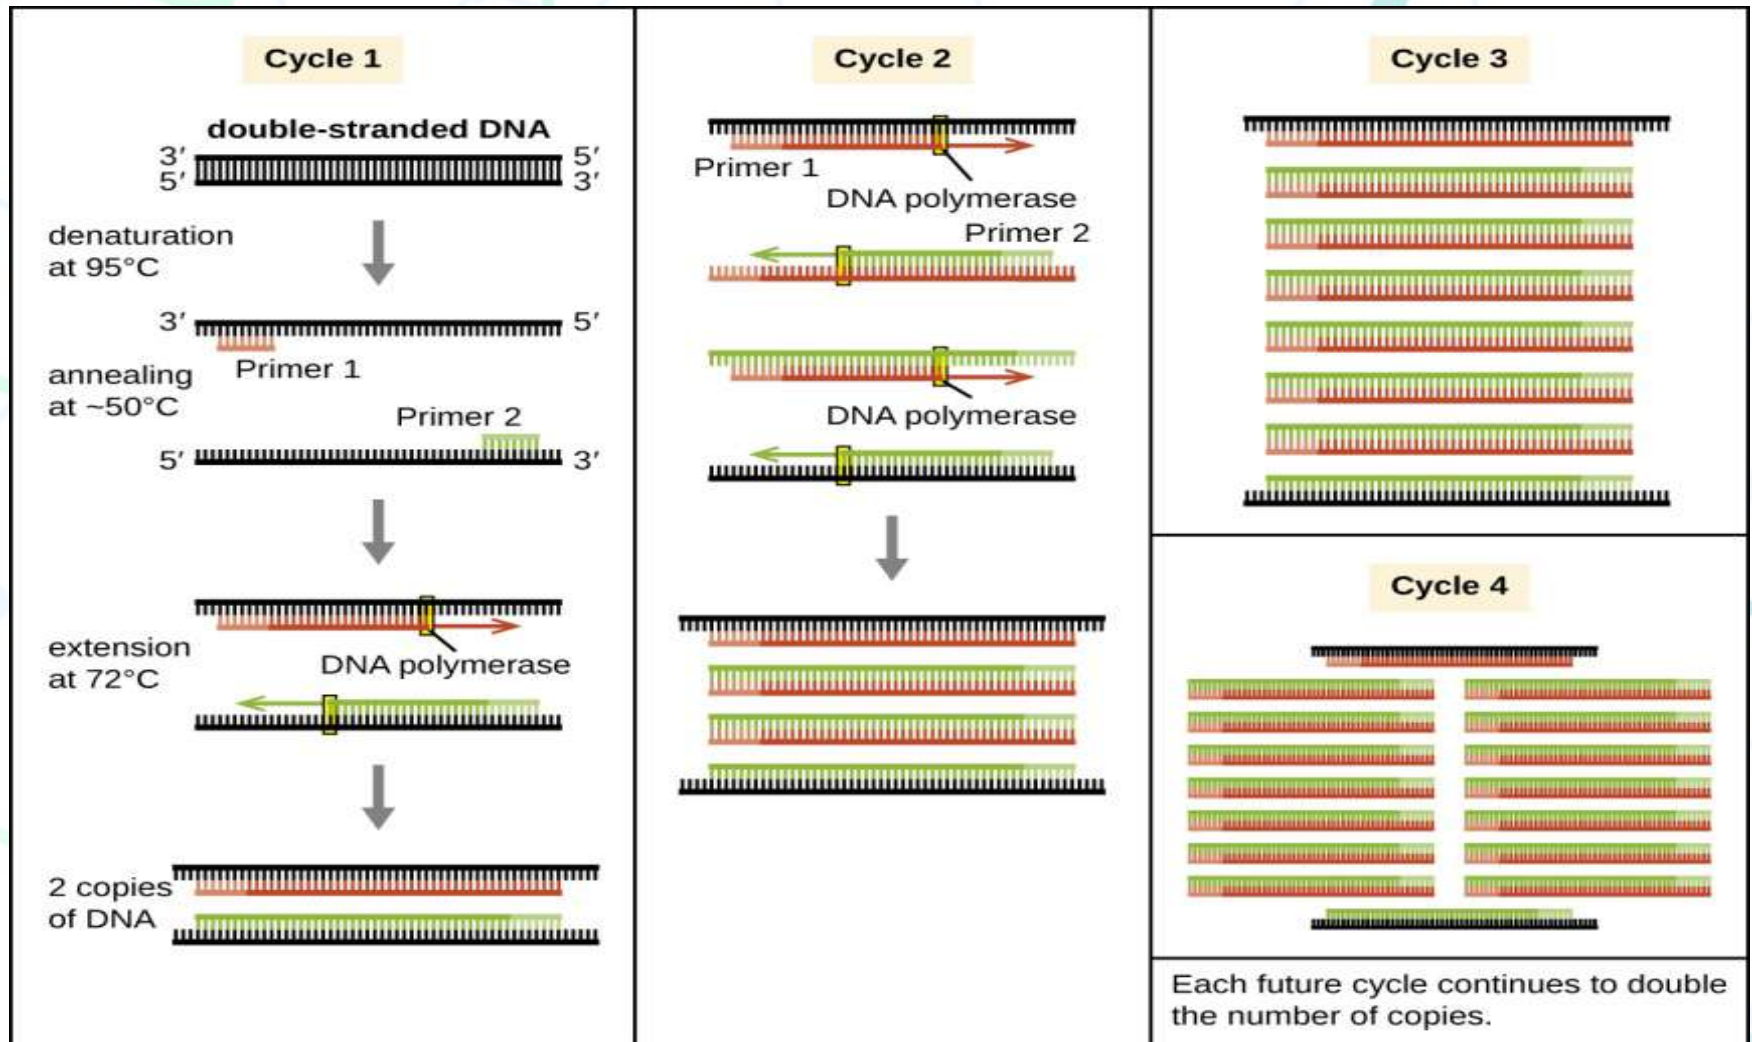 Cycle 1
double-stranded DNA
3′ 5′
5′ 3′
denaturation
at 95°C
3′ 5′
Primer 1
annealing
at ~50°C
Primer 2
5′ 3′
extension
at 72°C
DNA polymerase
2 copies
of DNA
Cycle 2
Primer 1
DNA polymerase
Primer 2
DNA polymerase
Cycle 3
Cycle 4
Each future cycle continues to double
the number of copies.